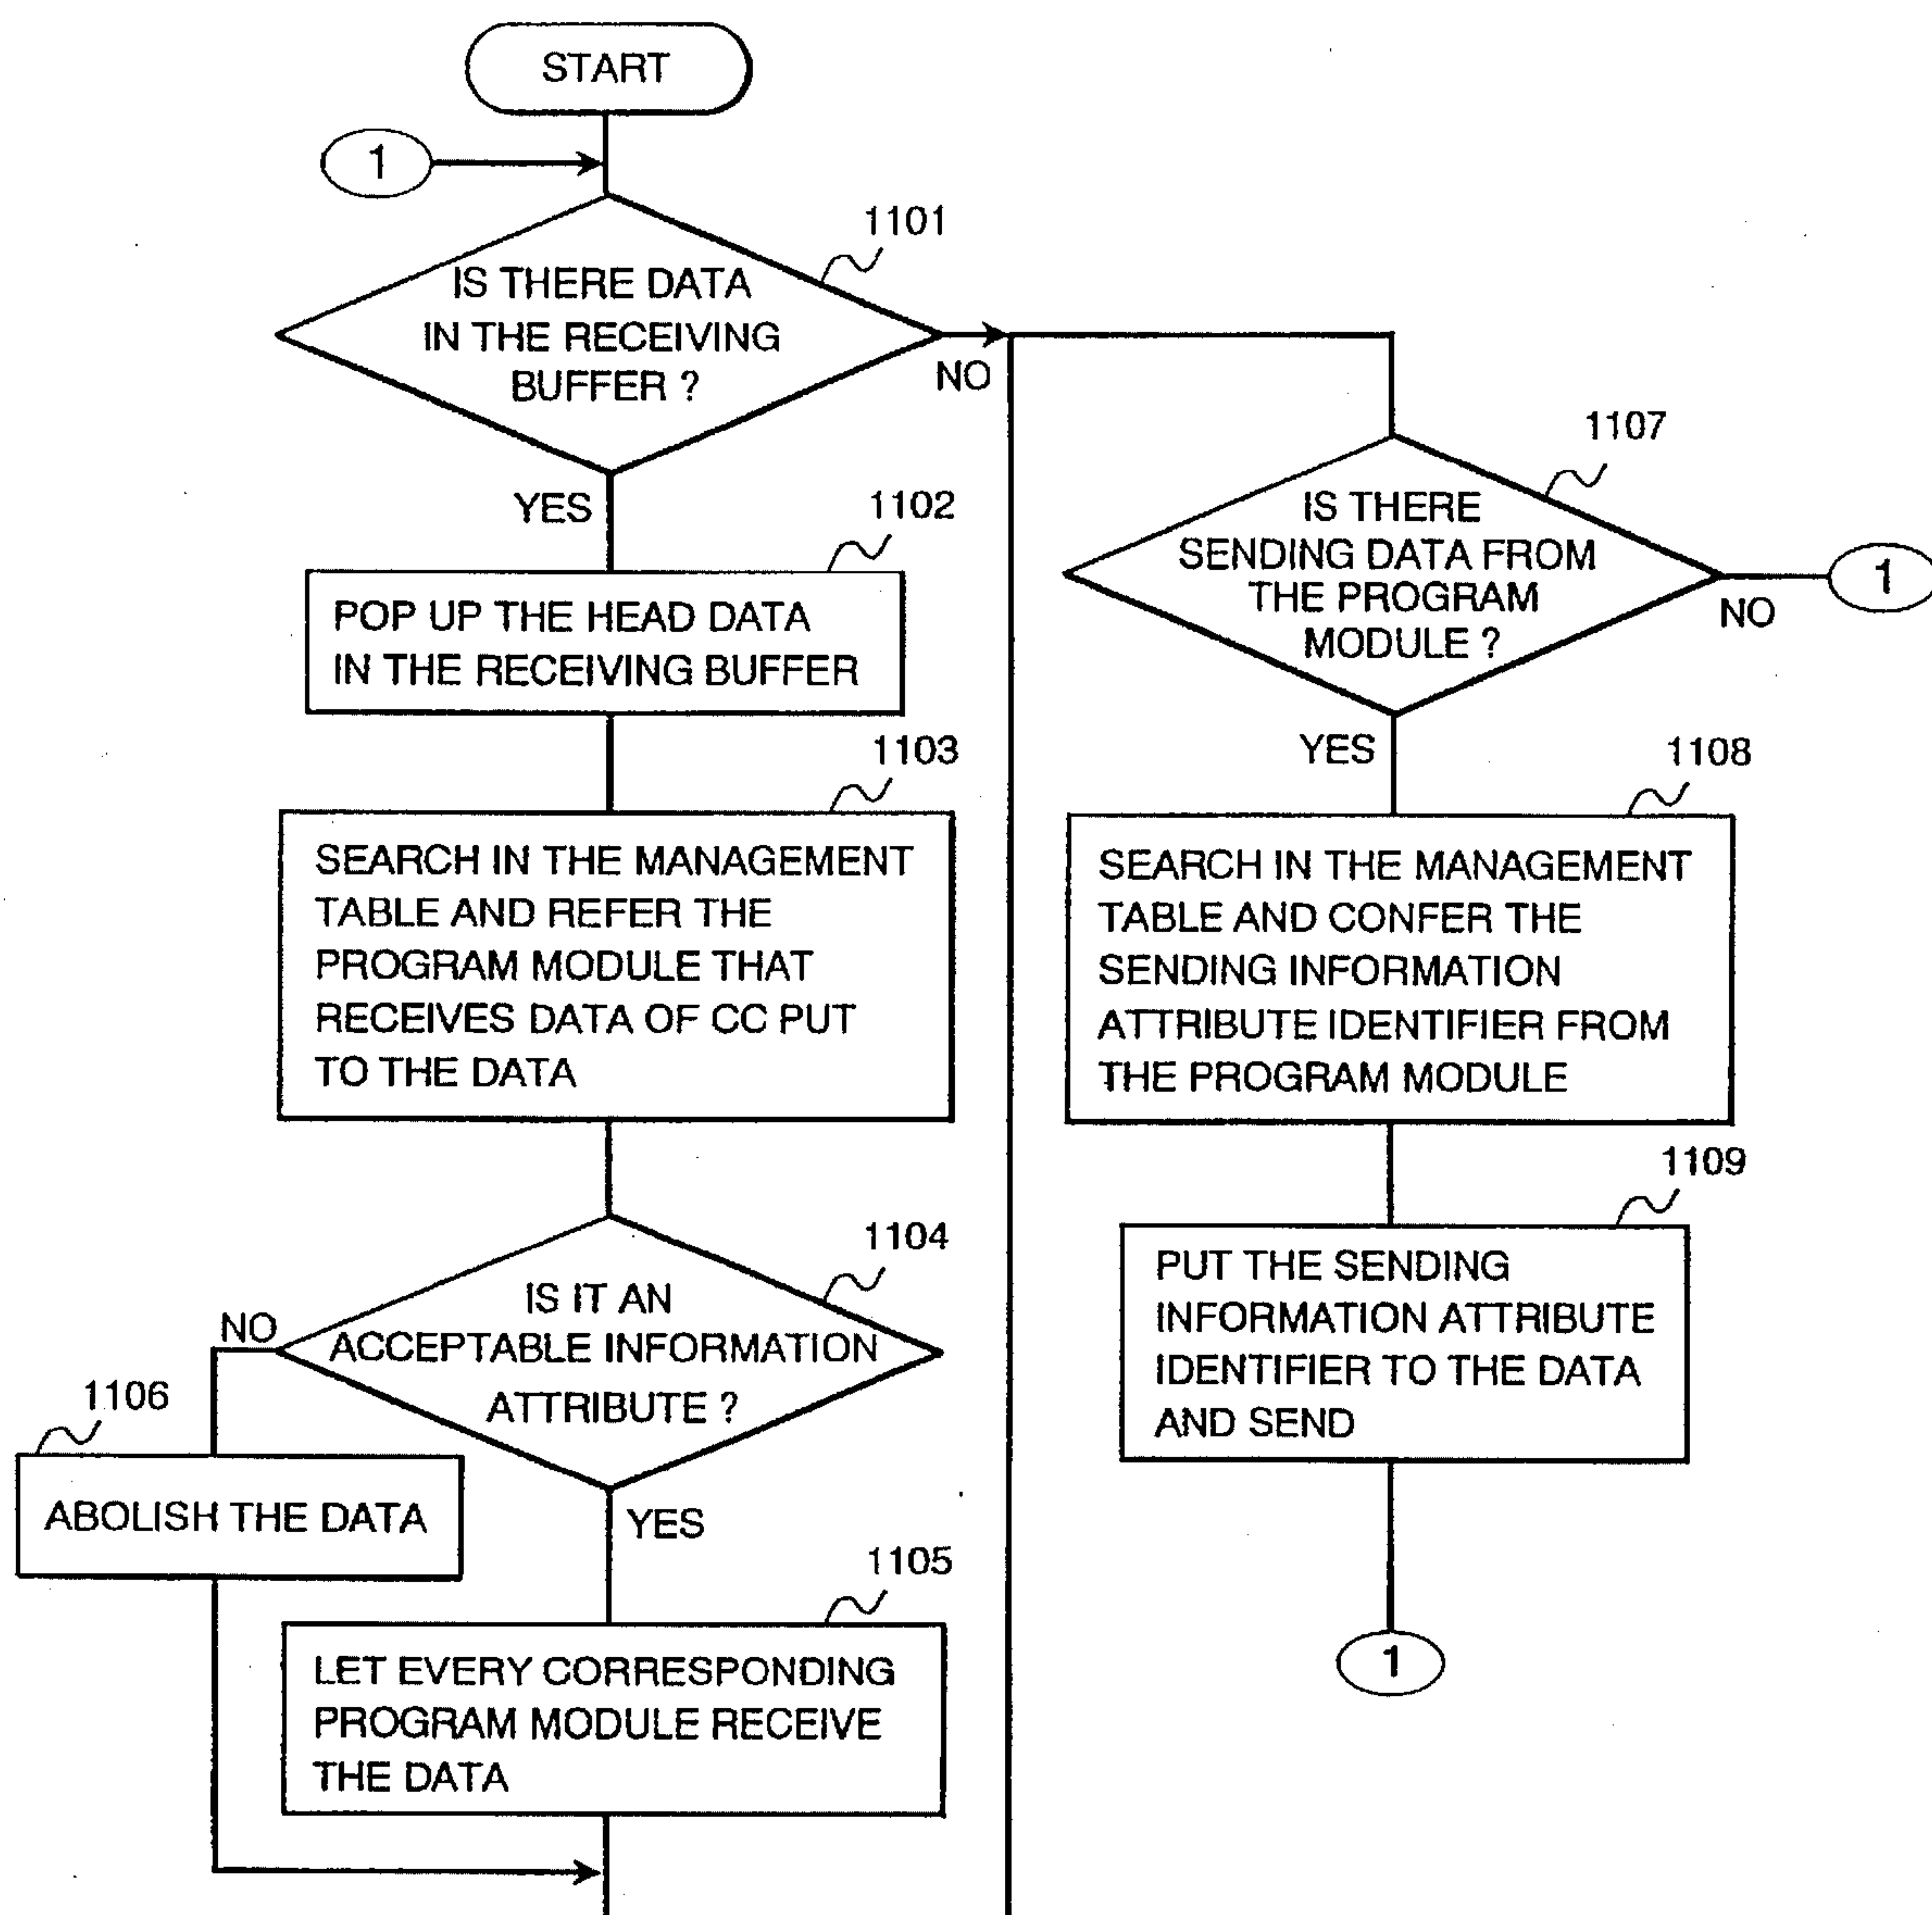 START
1
1101
IS THERE DATA
IN THE RECEIVING
BUFFER ?
NO
YES
1102
POP UP THE HEAD DATA
IN THE RECEIVING BUFFER
1103
SEARCH IN THE MANAGEMENT
TABLE AND REFER THE
PROGRAM MODULE THAT
RECEIVES DATA OF CC PUT
TO THE DATA
1104
IS IT AN
ACCEPTABLE INFORMATION
ATTRIBUTE ?
NO
1106
ABOLISH THE DATA
YES
1105
LET EVERY CORRESPONDING
PROGRAM MODULE RECEIVE
THE DATA
1107
IS THERE
SENDING DATA FROM
THE PROGRAM
MODULE ?
NO
1
YES
1108
SEARCH IN THE MANAGEMENT
TABLE AND CONFER THE
SENDING INFORMATION
ATTRIBUTE IDENTIFIER FROM
THE PROGRAM MODULE
1109
PUT THE SENDING
INFORMATION ATTRIBUTE
IDENTIFIER TO THE DATA
AND SEND
1